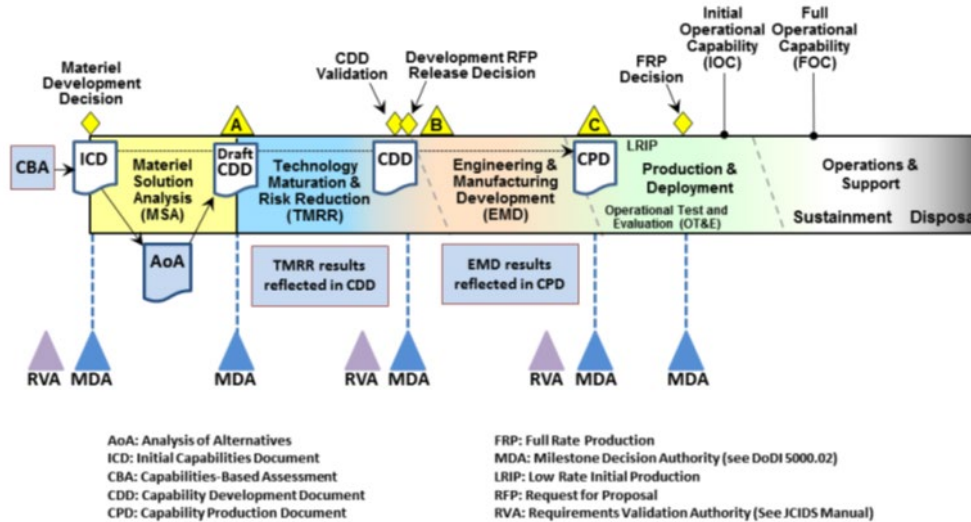 Materiel
Development
Decision
CDD
Validation
Development RFP
Release Decision
FRP
Decision
Initial
Operational
Capability
(IOC)
Full
Operational
Capability
(FOC)
A
B
C
CBA
ICD
Materiel
Solution
Analysis
(MSA)
Draft
CDD
Technology
Maturation &
Risk Reduction
(TMRR)
CDD
Engineering &
Manufacturing
Development
(EMD)
CPD
LRIP
Production &
Deployment
Operational Test and
Evaluation (OT&E)
Operations &
Support
Sustainment
Disposa
AoA
TMRR results
reflected in CDD
EMD results
reflected in CPD
RVA
MDA
MDA
RVA
MDA
RVA
MDA
MDA
AoA: Analysis of Alternatives
ICD: Initial Capabilities Document
CBA: Capabilities-Based Assessment
CDD: Capability Development Document
CPD: Capability Production Document
FRP: Full Rate Production
MDA: Milestone Decision Authority (see DoDI 5000.02)
LRIP: Low Rate Initial Production
RFP: Request for Proposal
RVA: Requirements Validation Authority (See JCIDS Manual)